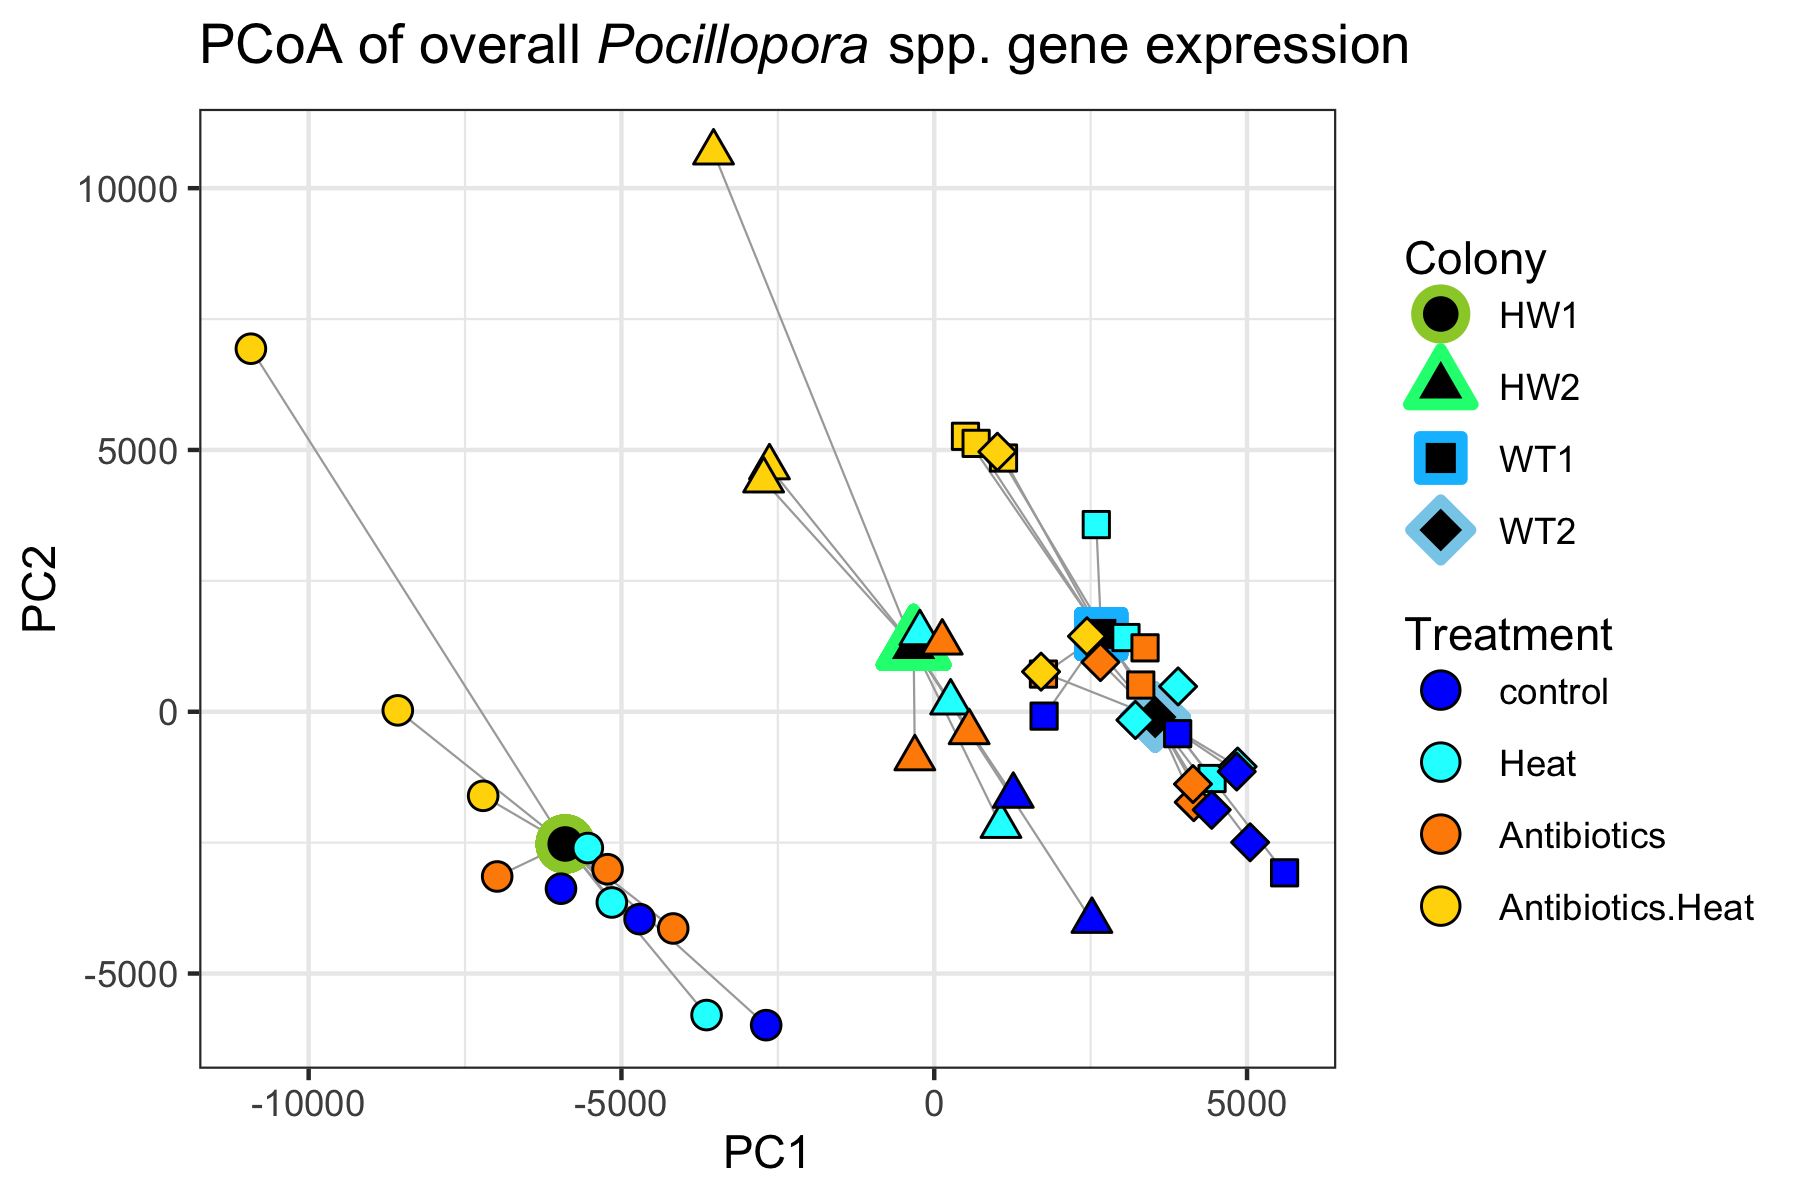 PCoA of overall Pocillopora spp. gene expression
10000
5000
0
-5000
PC2
-10000
-5000
0
5000
PC1
Colony
HW1
HW2
WT1
WT2
Treatment
control
Heat
Antibiotics
Antibiotics.Heat